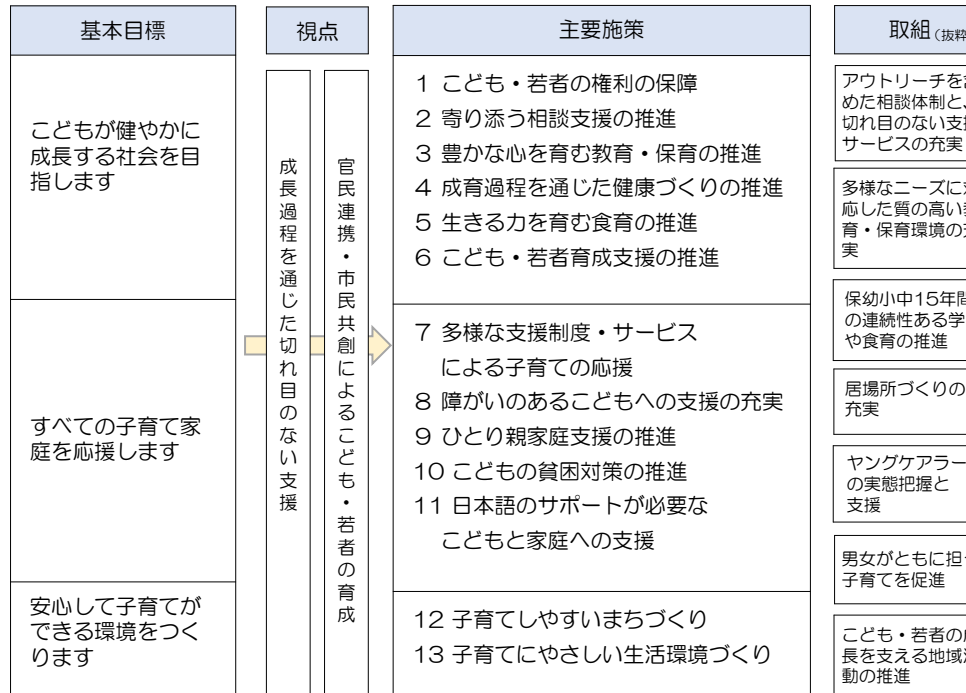 基本目標
視点
主要施策
取組(抜粋
こどもが健やかに
成長する社会を目
指します
すべての子育て家
庭を応援します
安心して子育てが
できる環境をつく
ります
成長過程を通じた切れ目のない支援
官民連携・市民共創によるこども・若者の育成
1 こども・若者の権利の保障
2 寄り添う相談支援の推進
3 豊かな心を育む教育・保育の推進
4 成育過程を通じた健康づくりの推進
5 生きる力を育む食育の推進
6 こども・若者育成支援の推進
7 多様な支援制度・サービス
による子育ての応援
8 障がいのあるこどもへの支援の充実
9 ひとり親家庭支援の推進
10 こどもの貧困対策の推進
11 日本語のサポートが必要な
こどもと家庭への支援
12 子育てしやすいまちづくり
13 子育てにやさしい生活環境づくり
アウトリーチを
めた相談体制と、
切れ目のない支
サービスの充実
多様なニーズに
応した質の高い
育・保育環境の
実
保幼小中15年間
の連続性ある学
や食育の推進
居場所づくりの
充実
ヤングケアラー
の実態把握と
支援
男女がともに担
子育てを促進
こども・若者の
長を支える地域
動の推進